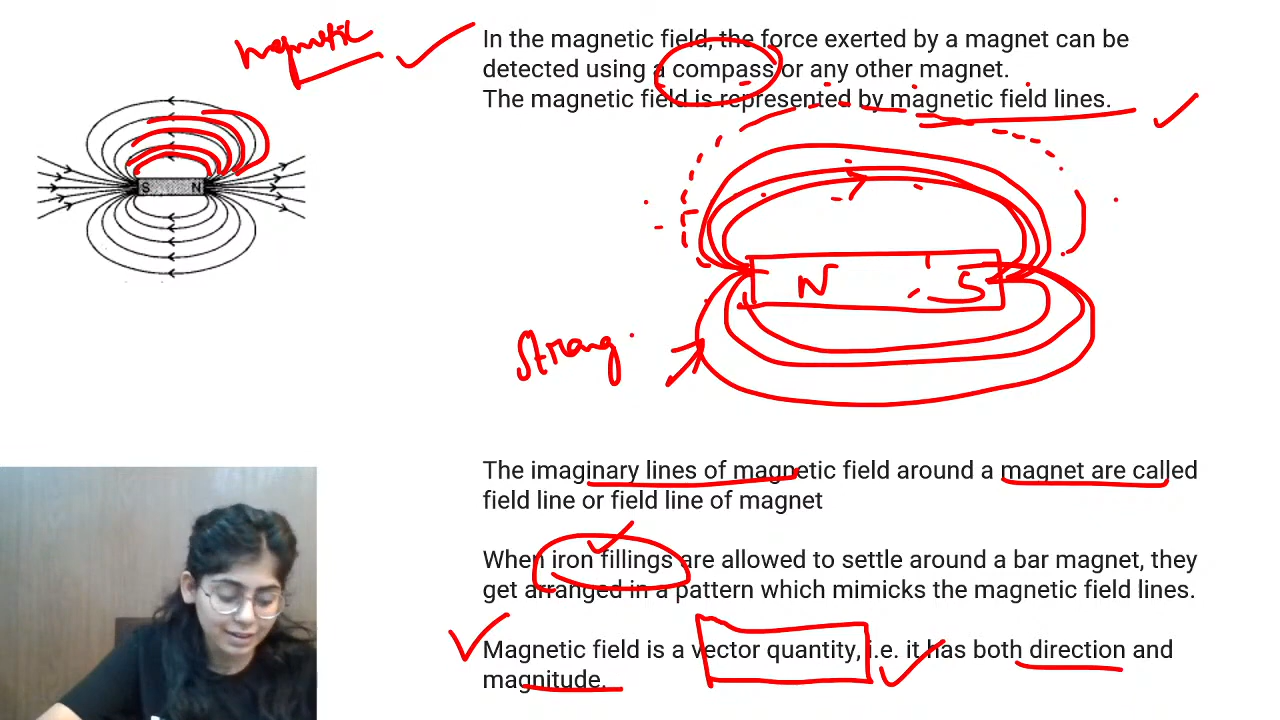 magnetic
In the magnetic field, the force exerted by a magnet can be
detected using a compass or any other magnet.
The magnetic field is represented by magnetic field lines.
S N
N S
Strong
The imaginary lines of magnetic field around a magnet are called
field line or field line of magnet
When iron fillings are allowed to settle around a bar magnet, they
get arranged in a pattern which mimicks the magnetic field lines.
Magnetic field is a vector quantity, i.e. it has both direction and
magnitude.